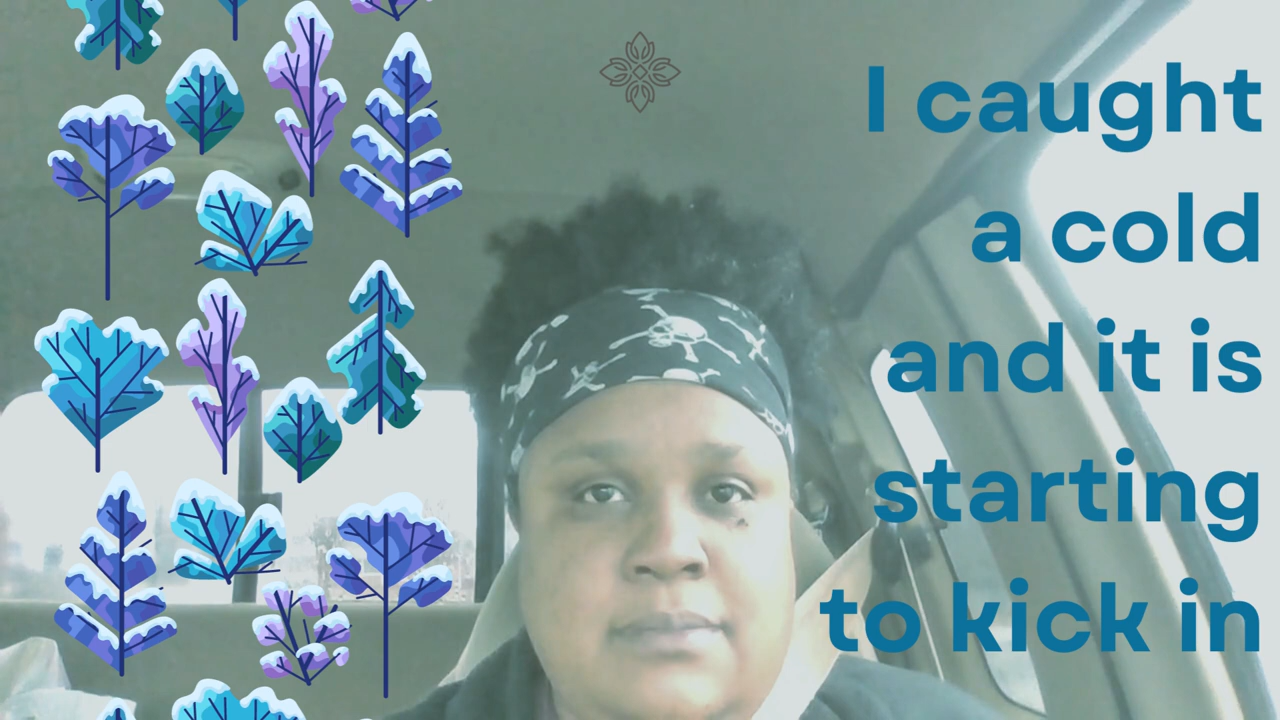 I caught
a cold
and it is
starting
to kick in